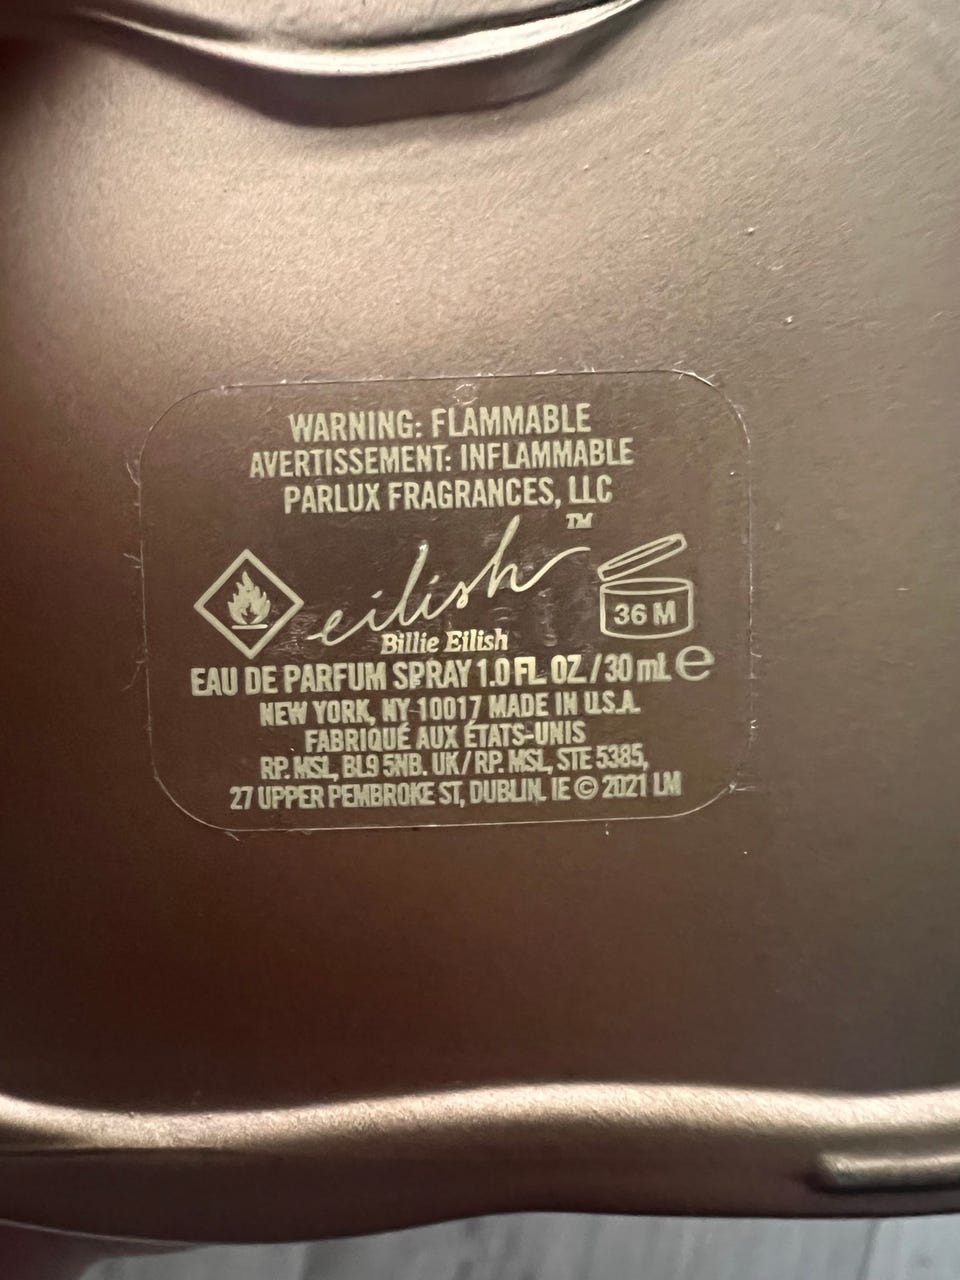 WARNING: FLAMMABLE
AVERTISSEMENT: INFLAMMABLE
PARLUX FRAGRANCES, LLC
eilish™
36 M
Billie Eilish
EAU DE PARFUM SPRAY 1.0 FL. OZ. / 30 mL ℮
NEW YORK, NY 10017 MADE IN U.S.A.
FABRIQUÉ AUX ÉTATS-UNIS
RP. MSL, BL9 5NB. UK / RP. MSL, STE 5385,
27 UPPER PEMBROKE ST, DUBLIN. IE © 2021 LM